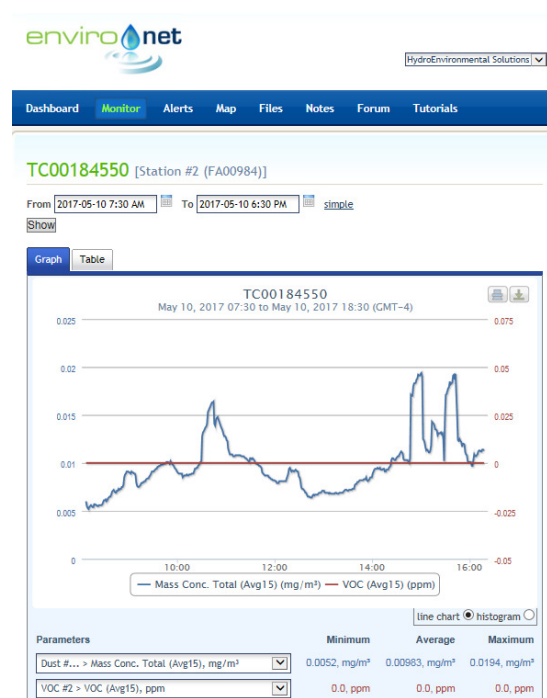 enviro net
HydroEnvironmental Solutions
Dashboard Monitor Alerts Map Files Notes Forum Tutorials
TC00184550 [Station #2 (FA00984)]
From 2017-05-10 7:30 AM To 2017-05-10 6:30 PM simple
Show
Graph Table
TC00184550
May 10, 2017 07:30 to May 10, 2017 18:30 (GMT-4)
0.025 0.075
0.02 0.05
0.015 0.025
0.01 0
0.005 -0.025
0 -0.05
10:00 12:00 14:00 16:00
Mass Conc. Total (Avg15) (mg/m³) VOC (Avg15) (ppm)
line chart histogram
Parameters Minimum Average Maximum
Dust #... > Mass Conc. Total (Avg15), mg/m³ 0.0052, mg/m³ 0.00983, mg/m³ 0.0194, mg/m³
VOC #2 > VOC (Avg15), ppm 0.0, ppm 0.0, ppm 0.0, ppm